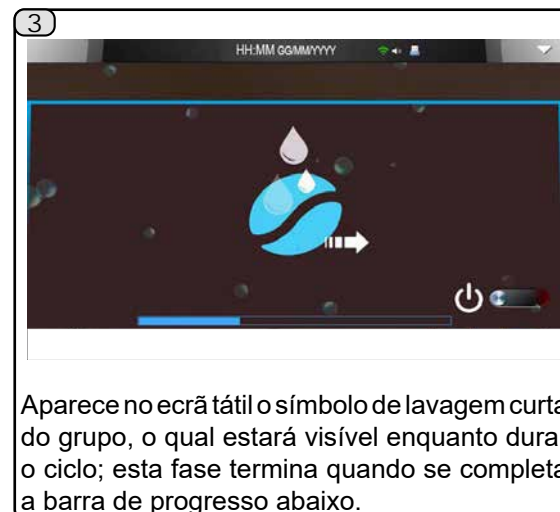 3
HH:MM GG/MM/YYYY
Aparece no ecrã tátil o símbolo de lavagem curta
do grupo, o qual estará visível enquanto dura
o ciclo; esta fase termina quando se completa
a barra de progresso abaixo.